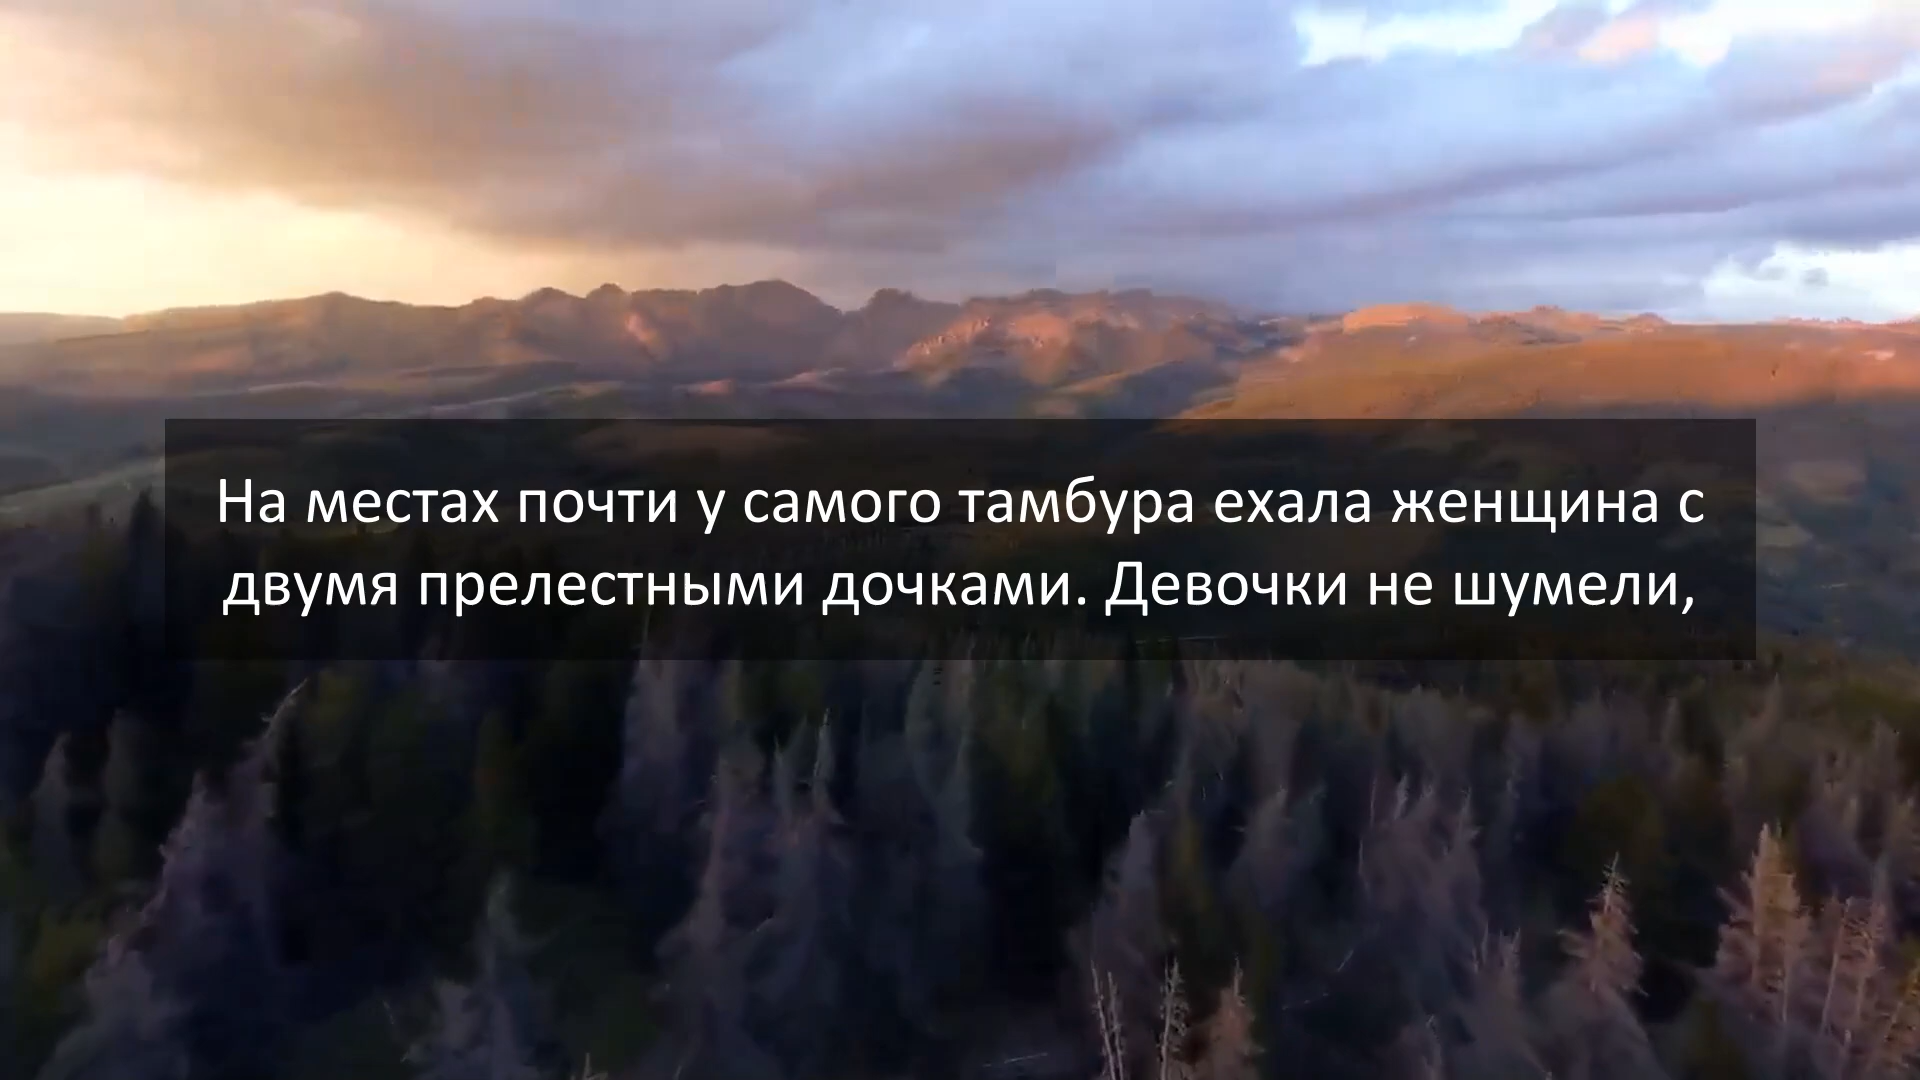 На местах почти у самого тамбура ехала женщина с
двумя прелестными дочками. Девочки не шумели,